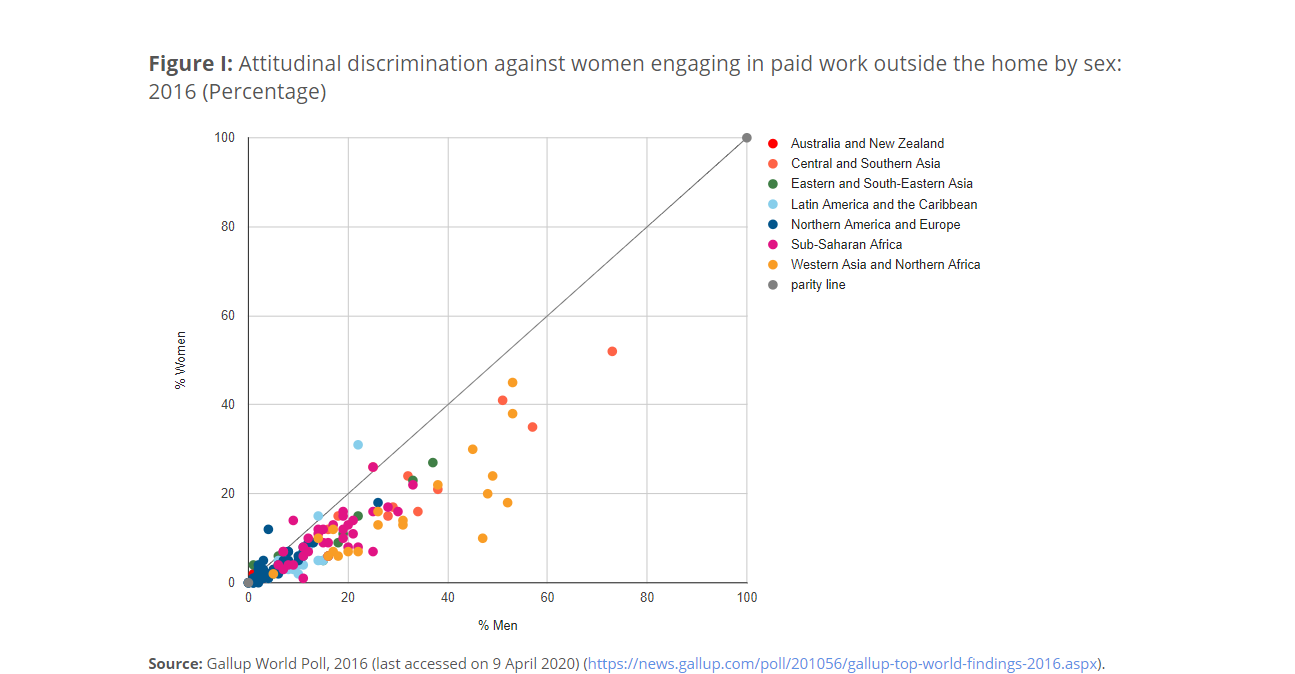 Figure I: Attitudinal discrimination against women engaging in paid work outside the home by sex:
2016 (Percentage)
100
80
60
40
20
0
% Women
0 20 40 60 80 100
% Men
Australia and New Zealand
Central and Southern Asia
Eastern and South-Eastern Asia
Latin America and the Caribbean
Northern America and Europe
Sub-Saharan Africa
Western Asia and Northern Africa
parity line
Source: Gallup World Poll, 2016 (last accessed on 9 April 2020) (https://news.gallup.com/poll/201056/gallup-top-world-findings-2016.aspx).